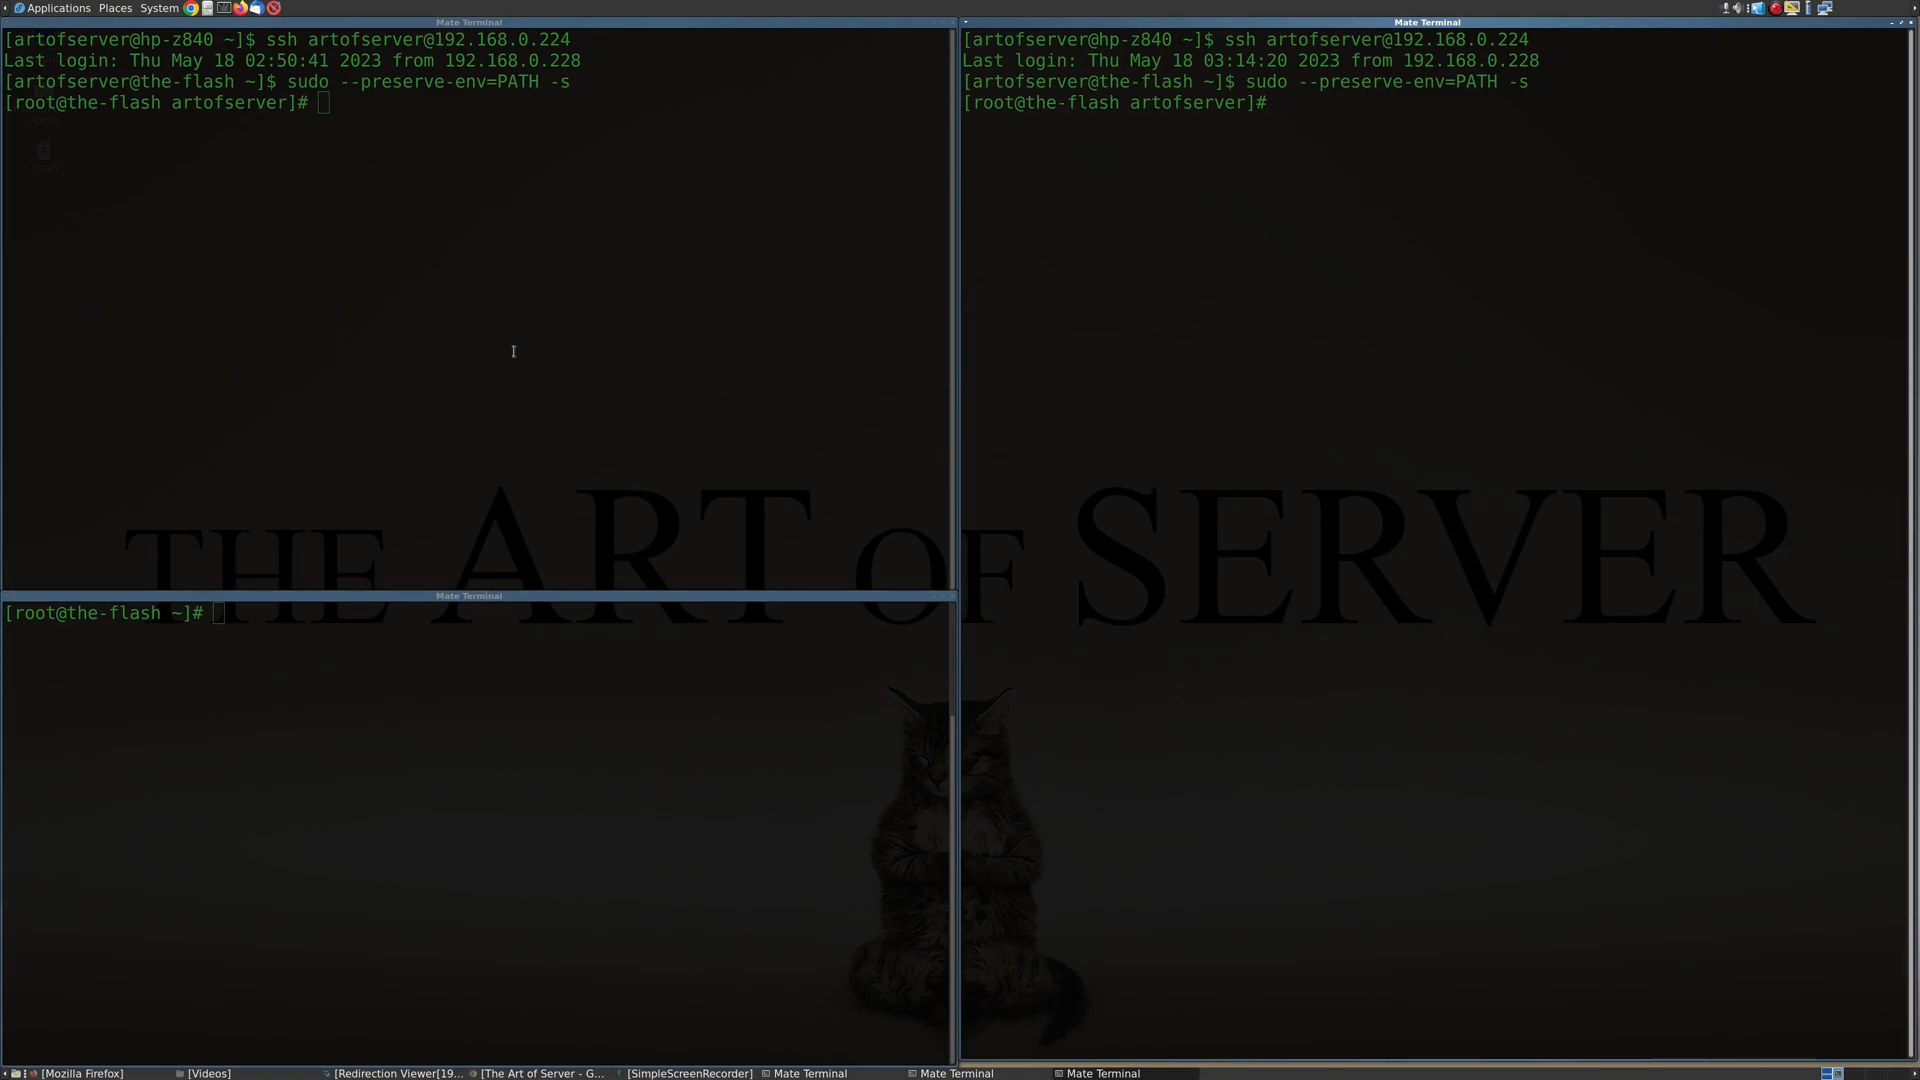 Applications Places System
Mate Terminal
[artofserver@hp-z840 ~]$ ssh artofserver@192.168.0.224
Last login: Thu May 18 02:50:41 2023 from 192.168.0.228
[artofserver@the-flash ~]$ sudo --preserve-env=PATH -s
[root@the-flash artofserver]#
Home
Trash
Mate Terminal
[artofserver@hp-z840 ~]$ ssh artofserver@192.168.0.224
Last login: Thu May 18 03:14:20 2023 from 192.168.0.228
[artofserver@the-flash ~]$ sudo --preserve-env=PATH -s
[root@the-flash artofserver]#
THE ART OF SERVER
Mate Terminal
[root@the-flash ~]#
[Mozilla Firefox]
[Videos]
[Redirection Viewer[19...
[The Art of Server - G...
[SimpleScreenRecorder]
Mate Terminal
Mate Terminal
Mate Terminal